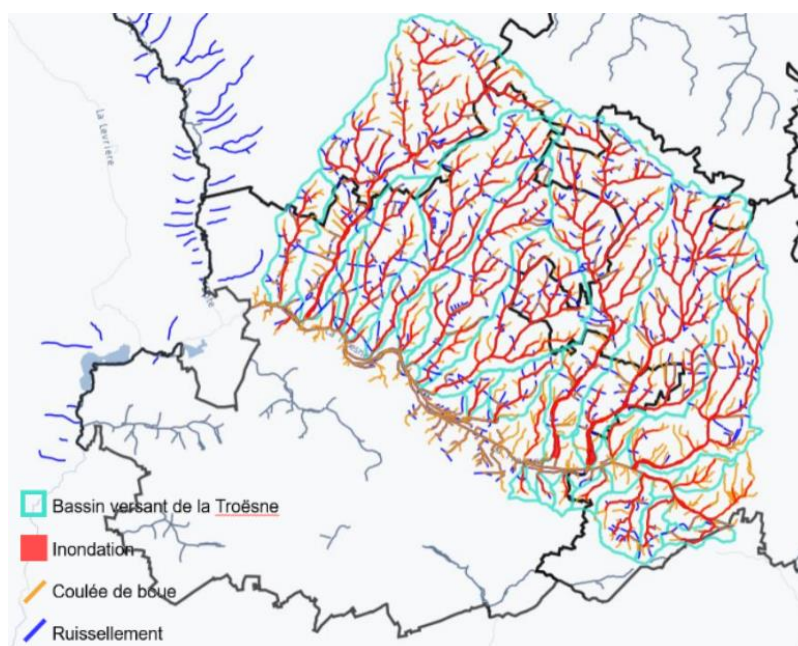 La Lévrière
Bassin versant de la Troësne
Inondation
Coulée de boue
Ruissellement